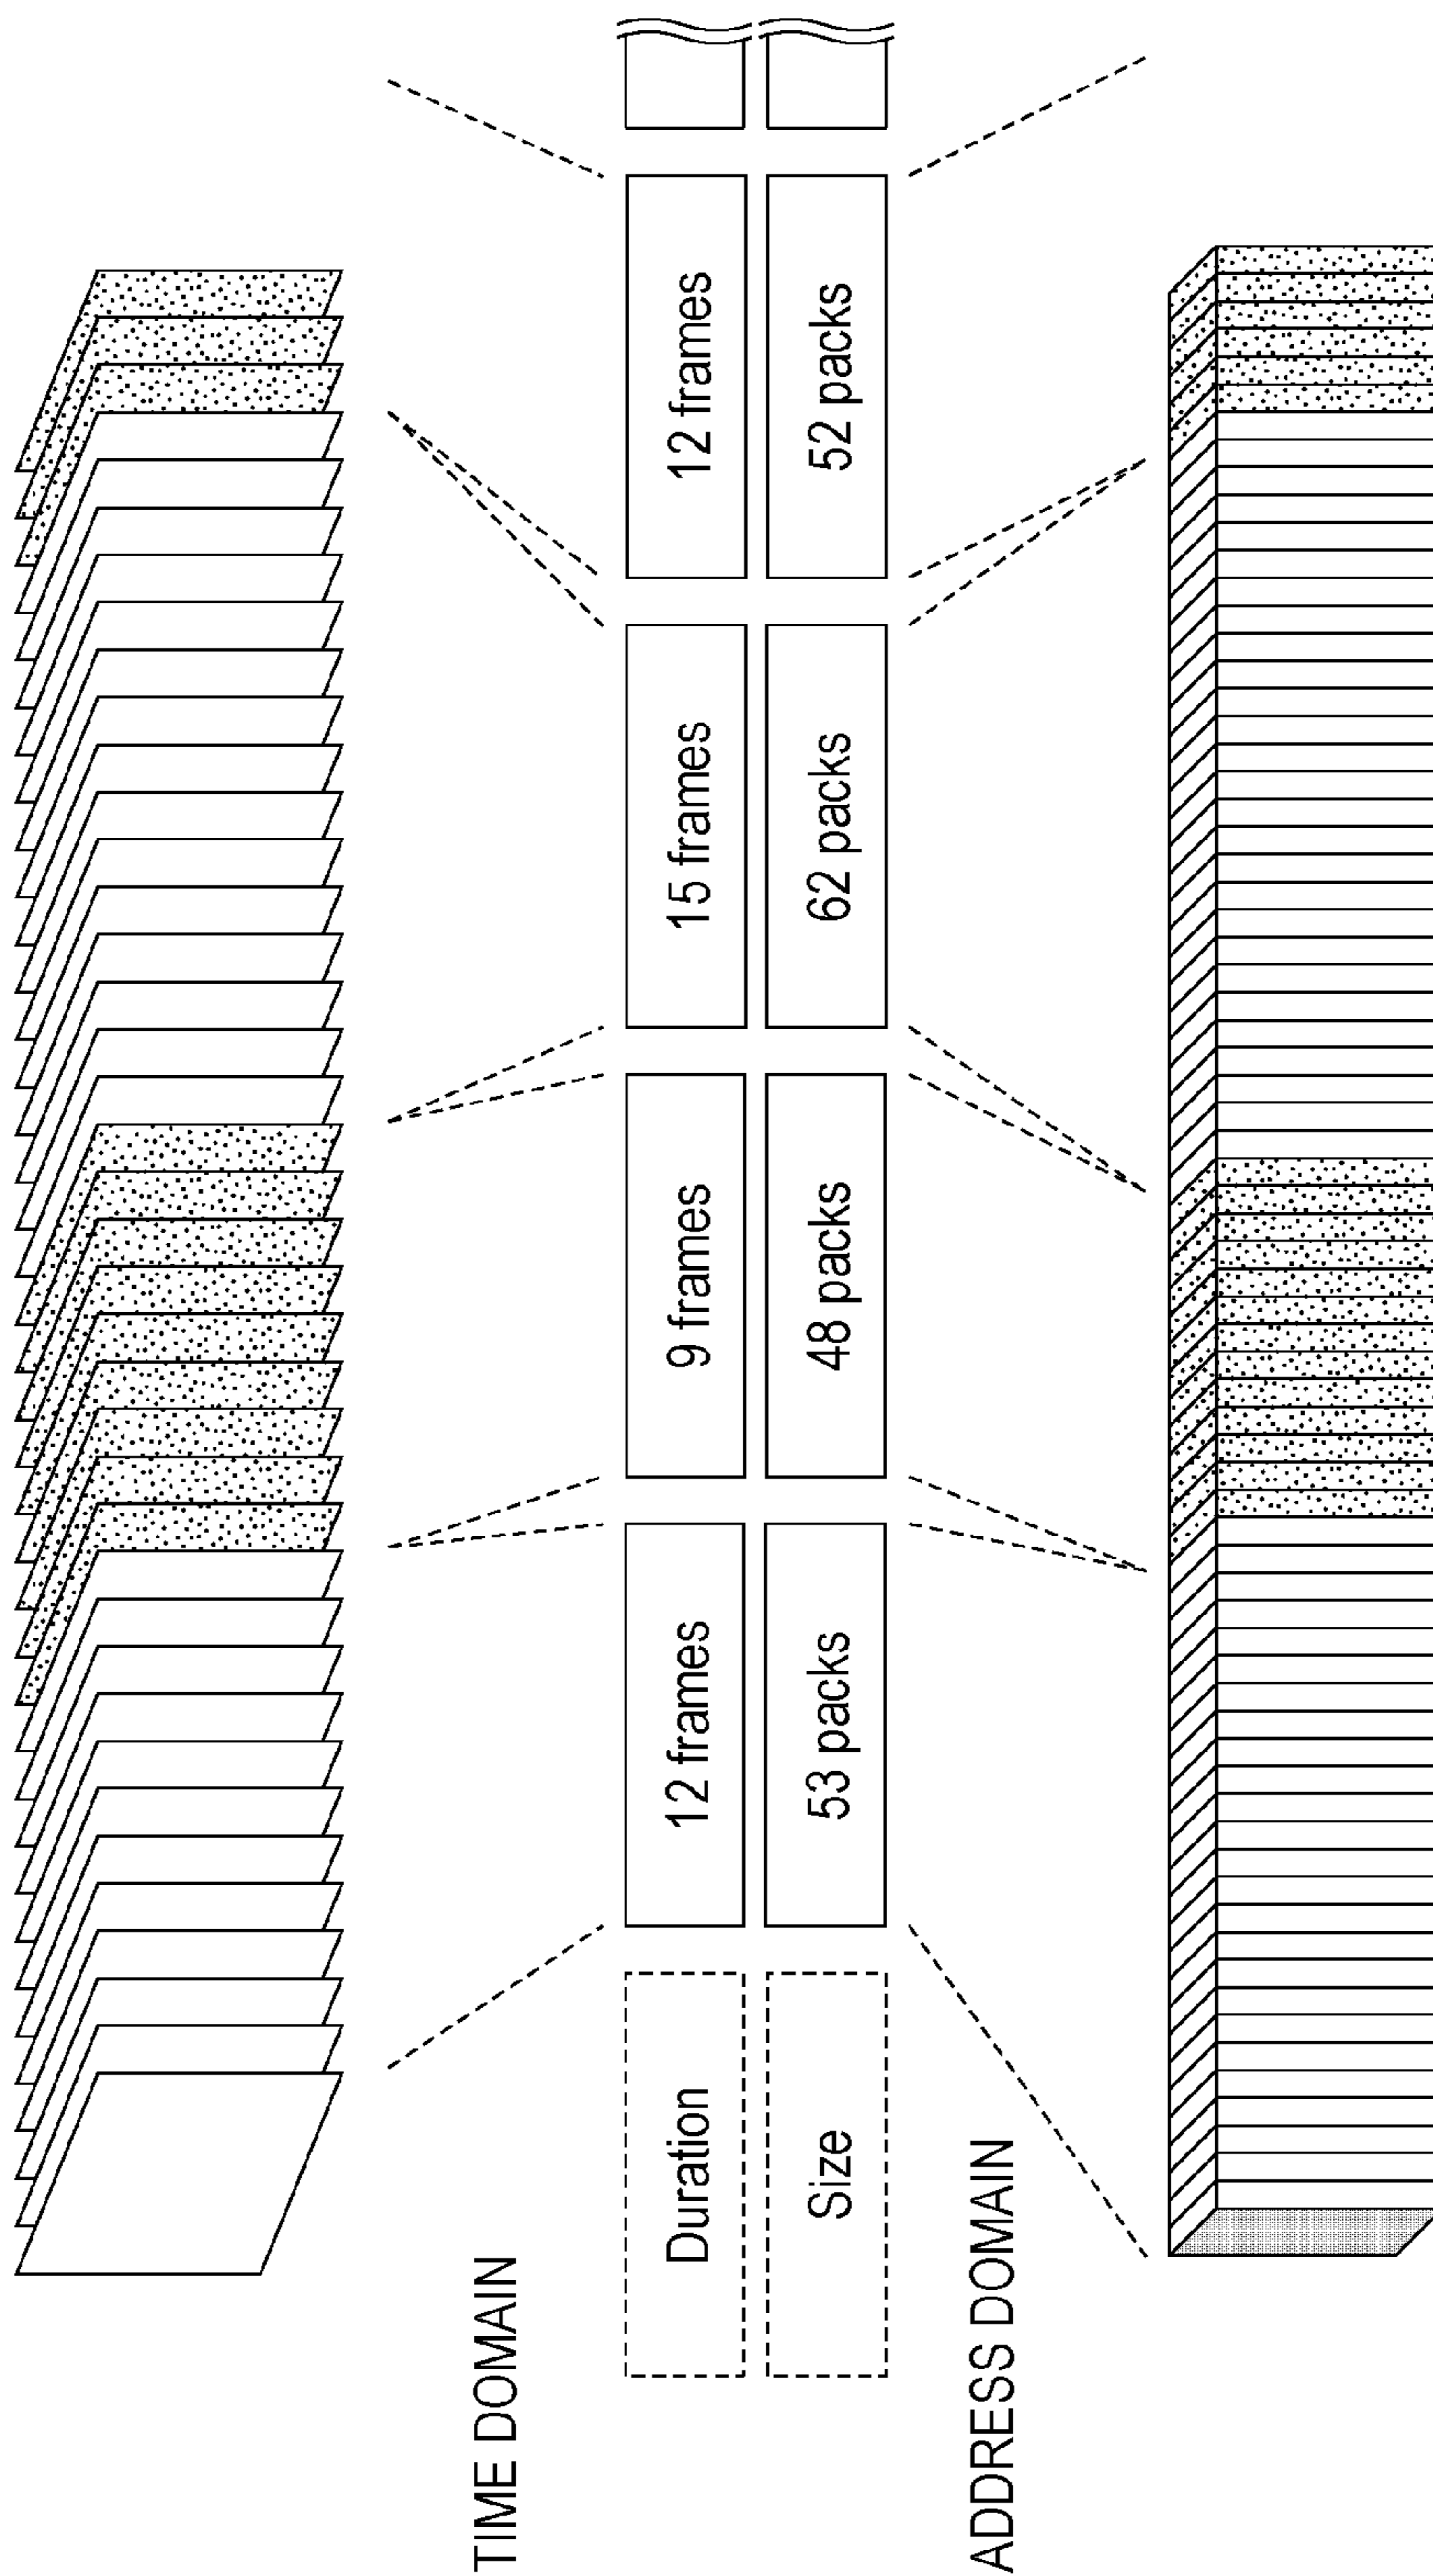 TIME DOMAIN
Duration
12 frames
9 frames
15 frames
12 frames
Size
53 packs
48 packs
62 packs
52 packs
ADDRESS DOMAIN